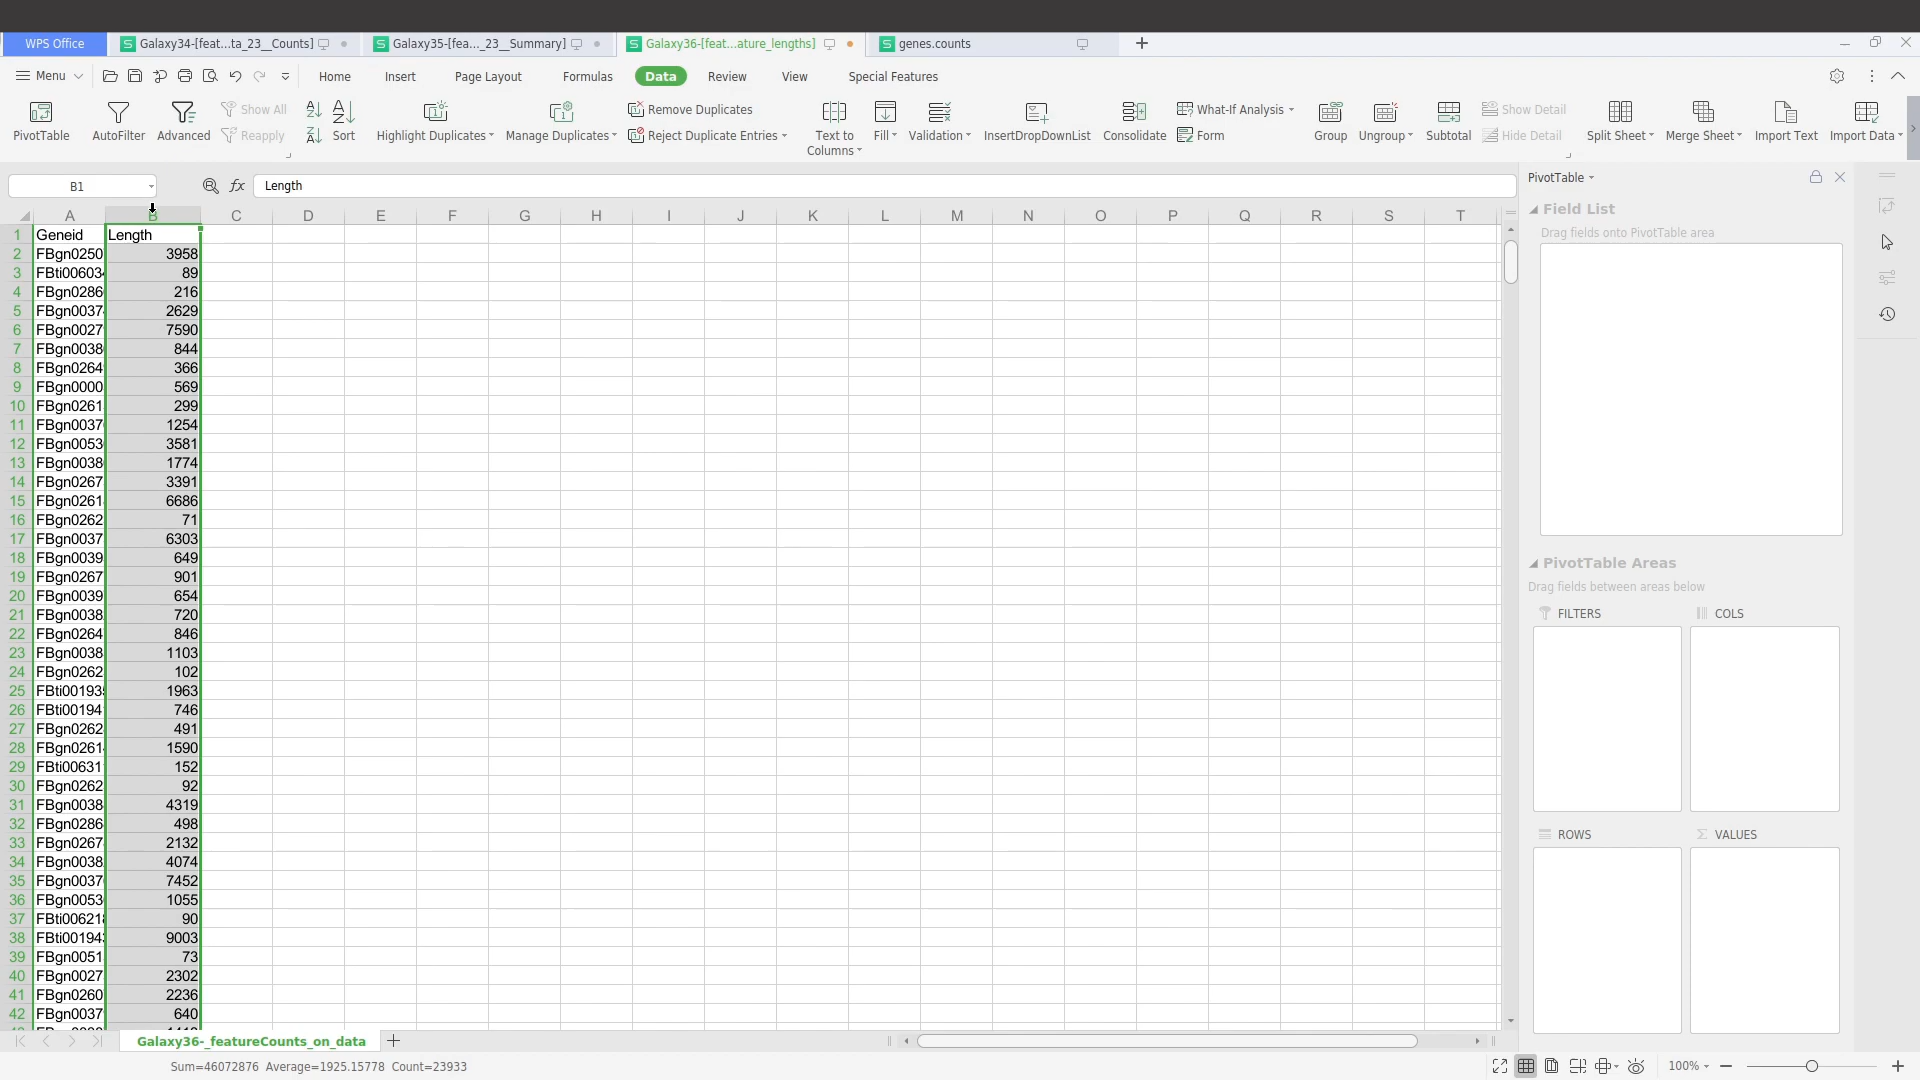 WPS Office Galaxy34-[feat...ta_23__Counts] Galaxy35-[fea..._23__Summary] Galaxy36-[feat...ature_lengths] genes.counts
Menu Home Insert Page Layout Formulas Data Review View Special Features
PivotTable AutoFilter Advanced Show All Reapply Sort Highlight Duplicates Manage Duplicates Remove Duplicates Reject Duplicate Entries Text to Columns Fill Validation InsertDropDownList Consolidate What-If Analysis Form Group Ungroup Subtotal Show Detail Hide Detail Split Sheet Merge Sheet Import Text Import Data
B1 fx Length
A B C D E F G H I J K L M N O P Q R S T
1 Geneid Length
2 FBgn0250 3958
3 FBti00603 89
4 FBgn0286 216
5 FBgn0037 2629
6 FBgn0027 7590
7 FBgn0038 844
8 FBgn0264 366
9 FBgn0000 569
10 FBgn0261 299
11 FBgn0037 1254
12 FBgn0053 3581
13 FBgn0038 1774
14 FBgn0267 3391
15 FBgn0261 6686
16 FBgn0262 71
17 FBgn0037 6303
18 FBgn0039 649
19 FBgn0267 901
20 FBgn0039 654
21 FBgn0038 720
22 FBgn0264 846
23 FBgn0038 1103
24 FBgn0262 102
25 FBti00193 1963
26 FBti00194 746
27 FBgn0262 491
28 FBgn0261 1590
29 FBti00631 152
30 FBgn0262 92
31 FBgn0038 4319
32 FBgn0286 498
33 FBgn0267 2132
34 FBgn0038 4074
35 FBgn0037 7452
36 FBgn0053 1055
37 FBti00621 90
38 FBti00194 9003
39 FBgn0051 73
40 FBgn0027 2302
41 FBgn0260 2236
42 FBgn0037 640
PivotTable
Field List
Drag fields onto PivotTable area
PivotTable Areas
Drag fields between areas below
FILTERS COLS
ROWS VALUES
Galaxy36-_featureCounts_on_data
Sum=46072876 Average=1925.15778 Count=23933 100%